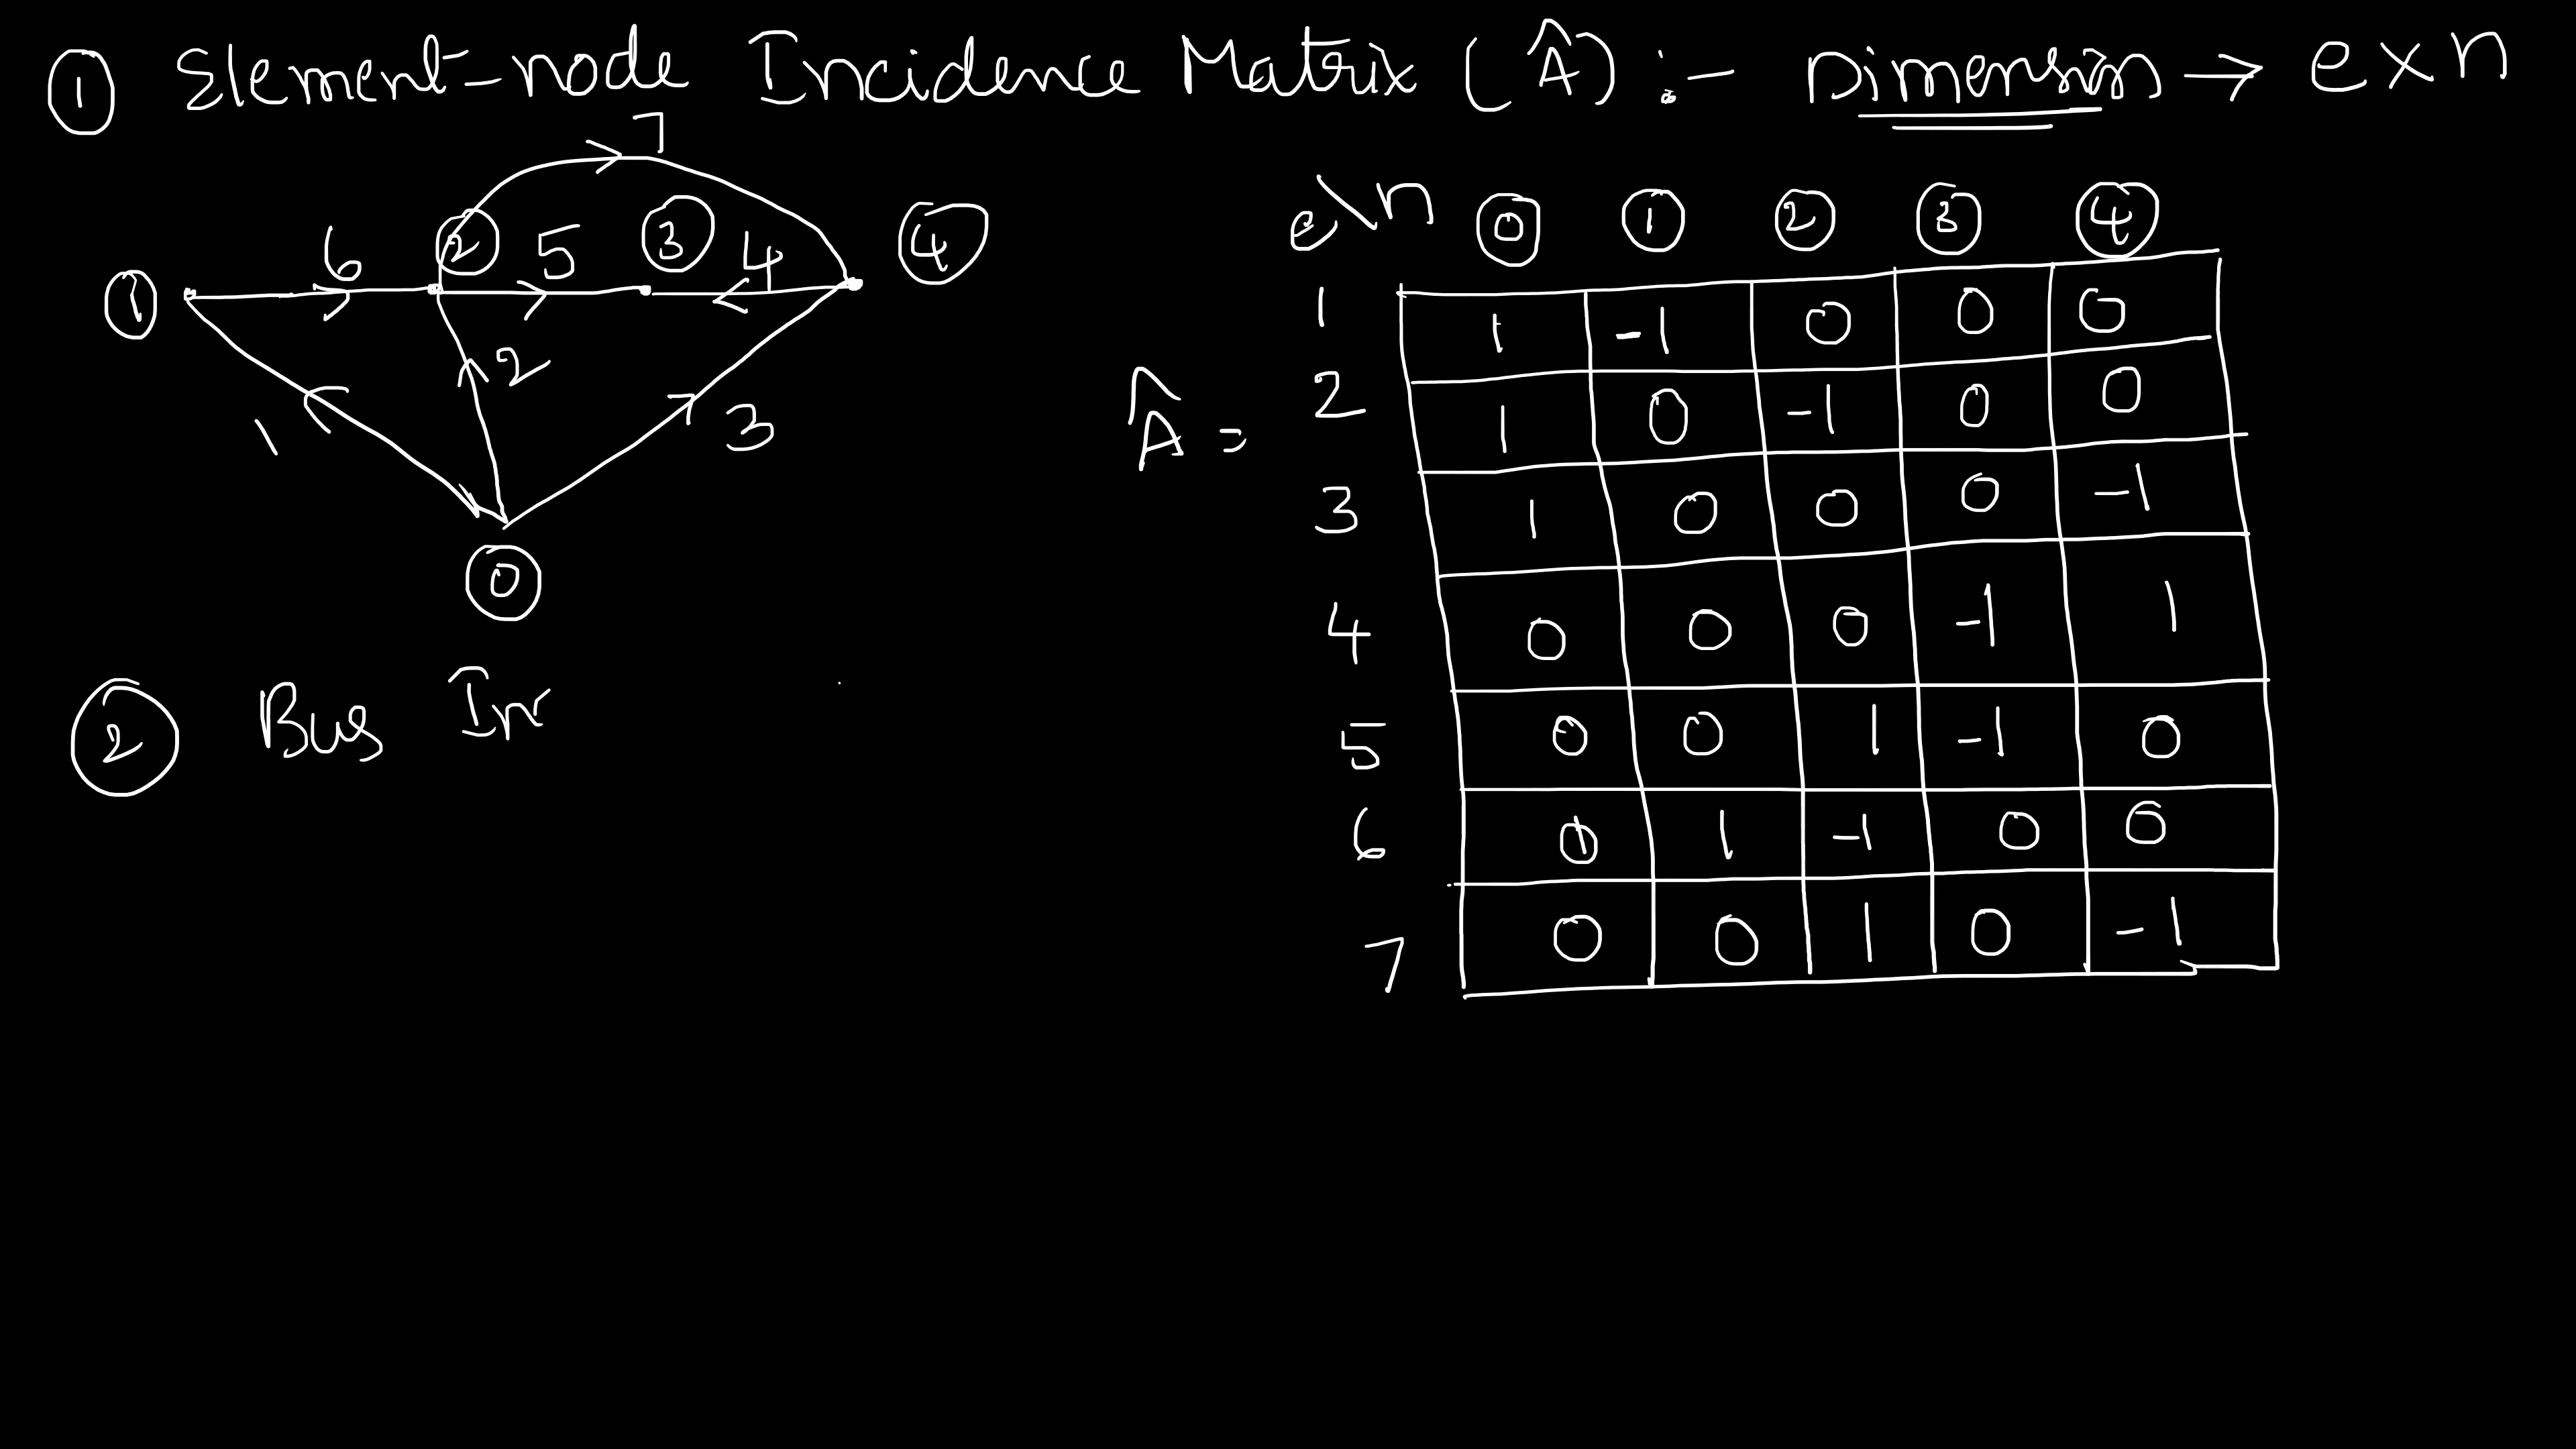 ① Element-node Incidence Matrix (Â) :- Dimension → e×n
7
6 ② 5 ③ 4 ④
①
1 2 3
⓪
e\n ⓪ ① ② ③ ④
1 1 -1 0 0 0
2 1 0 -1 0 0
Â =
3 1 0 0 0 -1
4 0 0 0 -1 1
5 0 0 1 -1 0
6 0 1 -1 0 0
7 0 0 1 0 -1
② Bus In